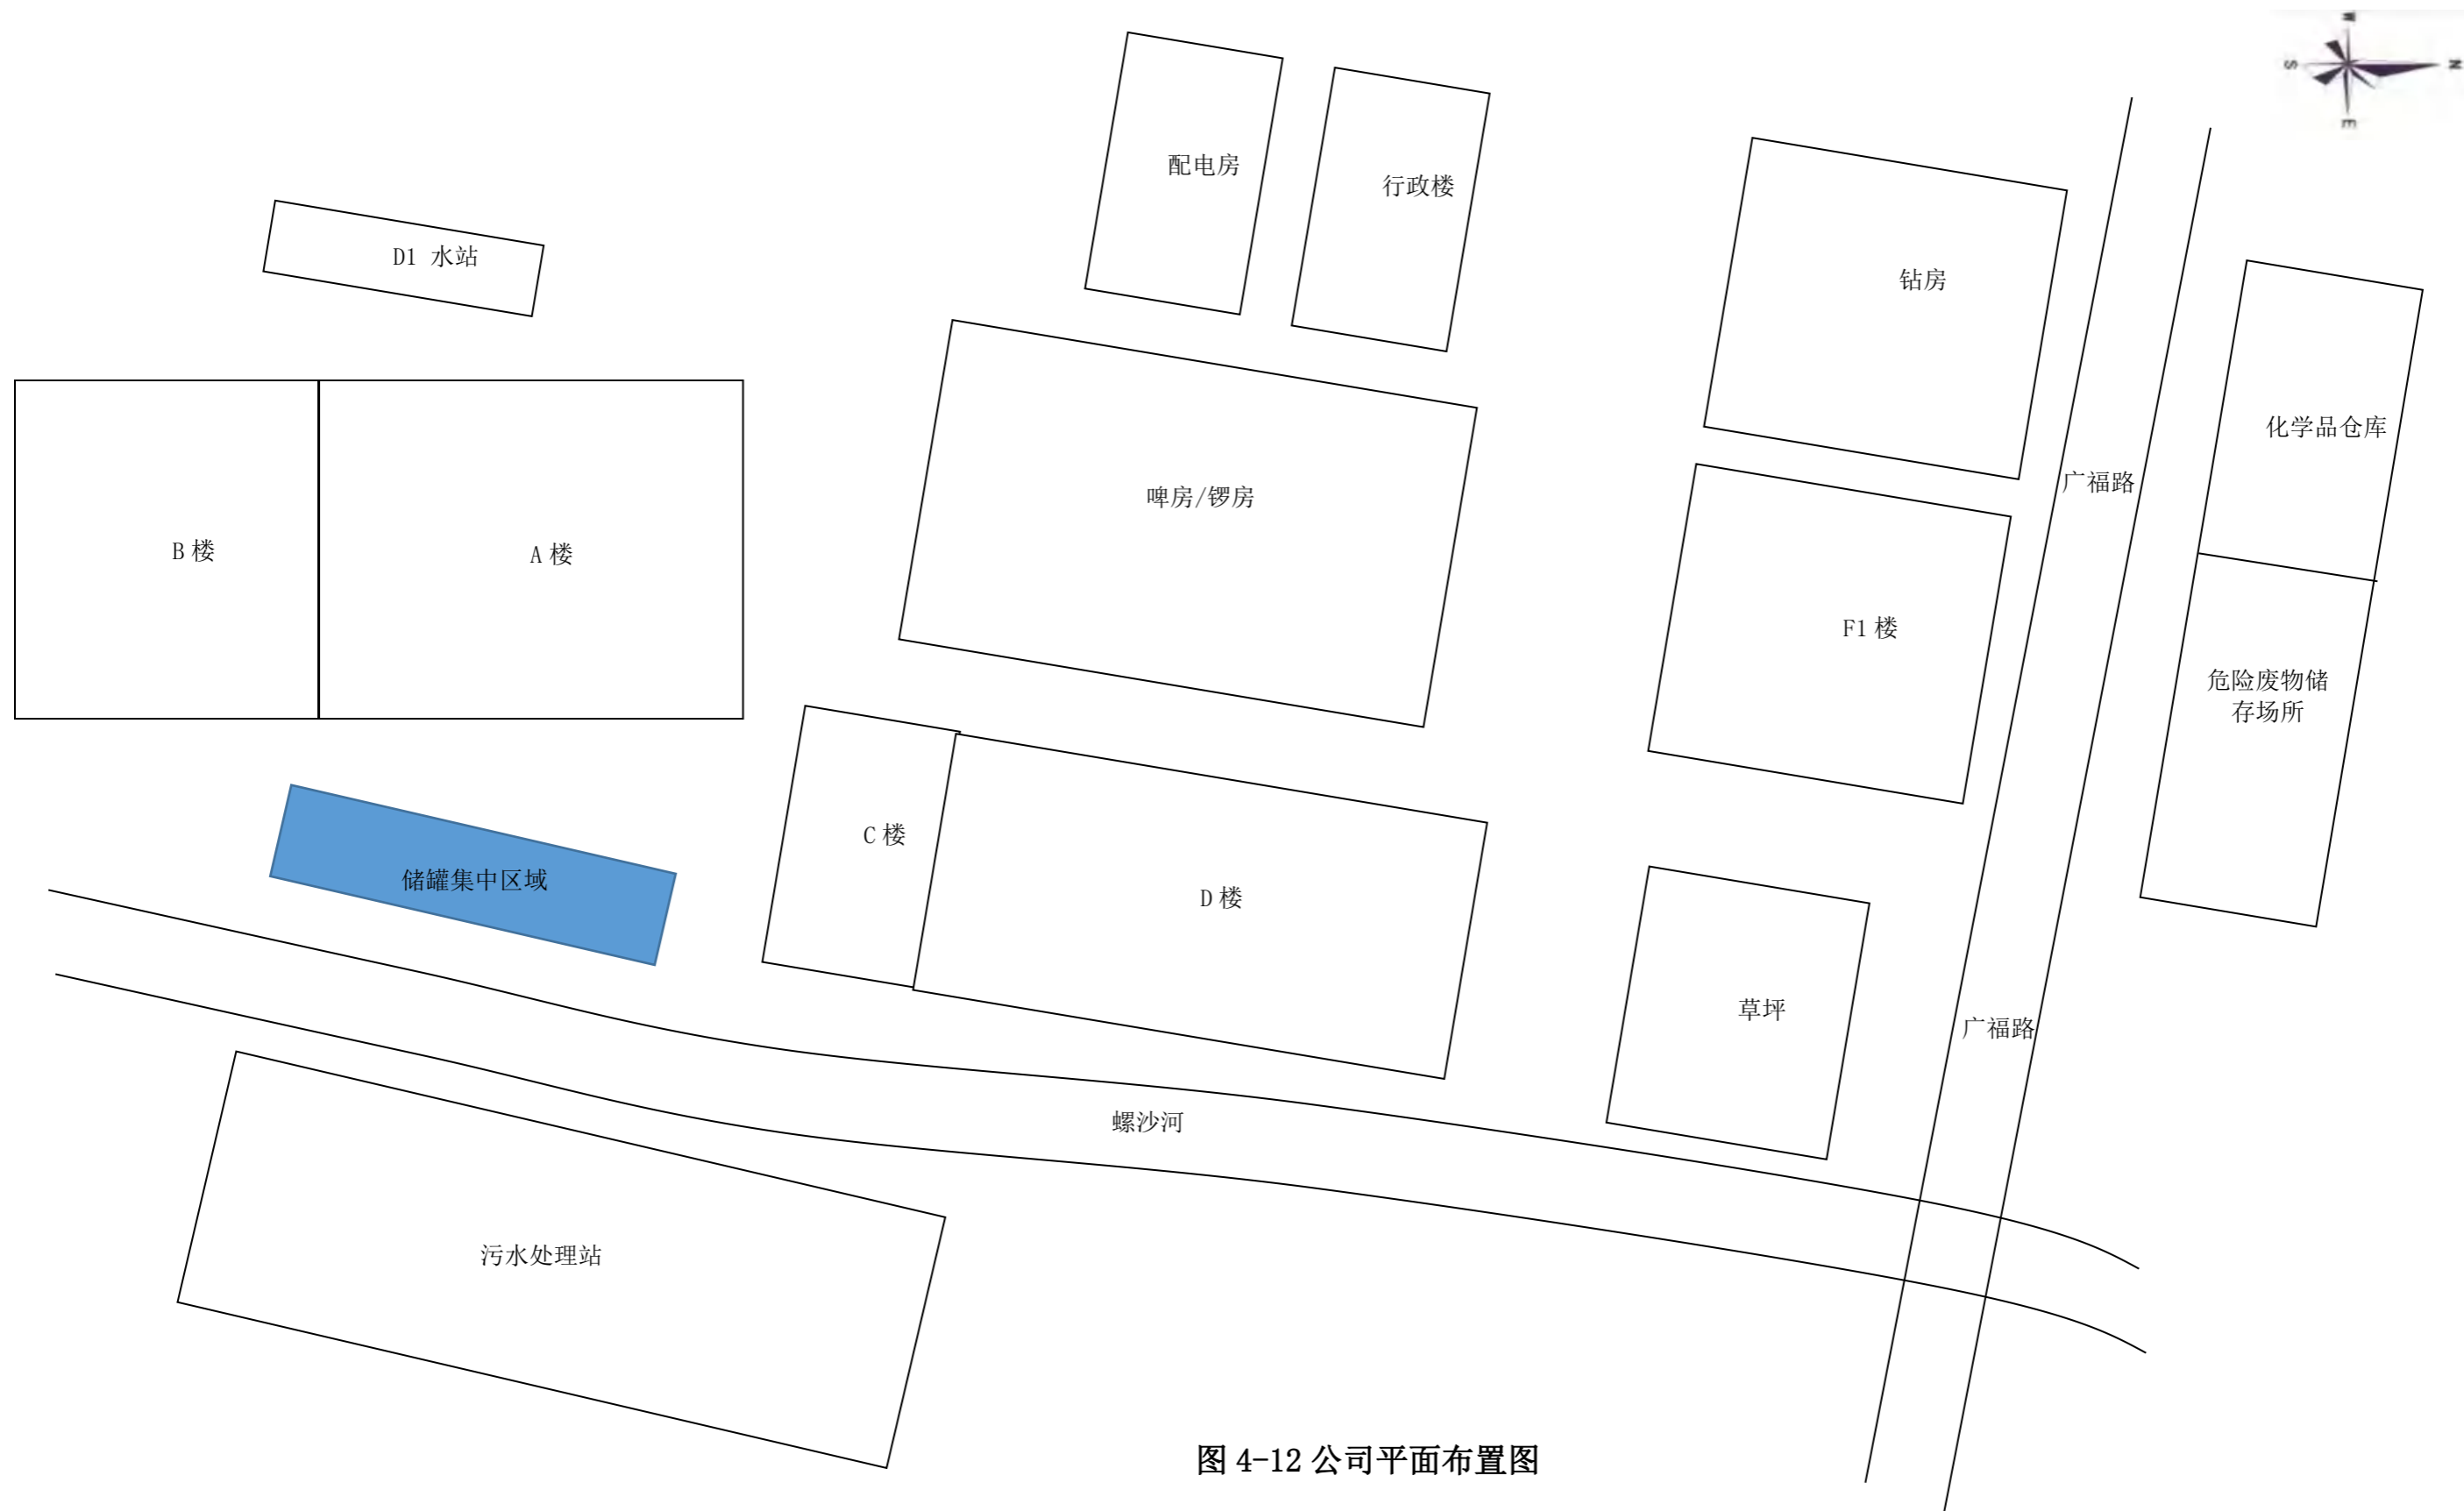 W
S
N
E
配电房
行政楼
D1 水站
钻房
化学品仓库
广福路
啤房/锣房
B 楼
A 楼
F1 楼
危险废物储
存场所
C 楼
储罐集中区域
D 楼
草坪
广福路
螺沙河
污水处理站
图 4-12 公司平面布置图